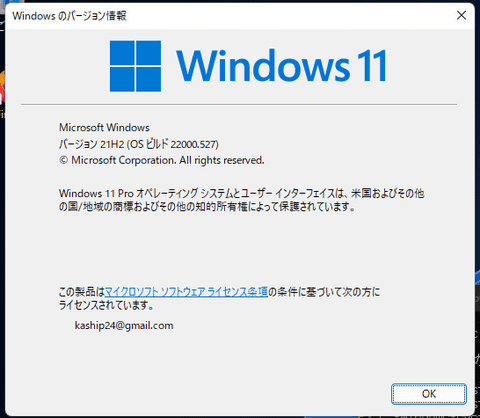 Windows のバージョン情報
Windows 11
Microsoft Windows
バージョン 21H2 (OS ビルド 22000.527)
© Microsoft Corporation. All rights reserved.
Windows 11 Pro オペレーティング システムとユーザー インターフェイスは、米国およびその他
の国/地域の商標およびその他の知的所有権によって保護されています。
この製品はマイクロソフト ソフトウェア ライセンス条項の条件に基づいて次の方に
ライセンスされています。
kaship24@gmail.com
OK